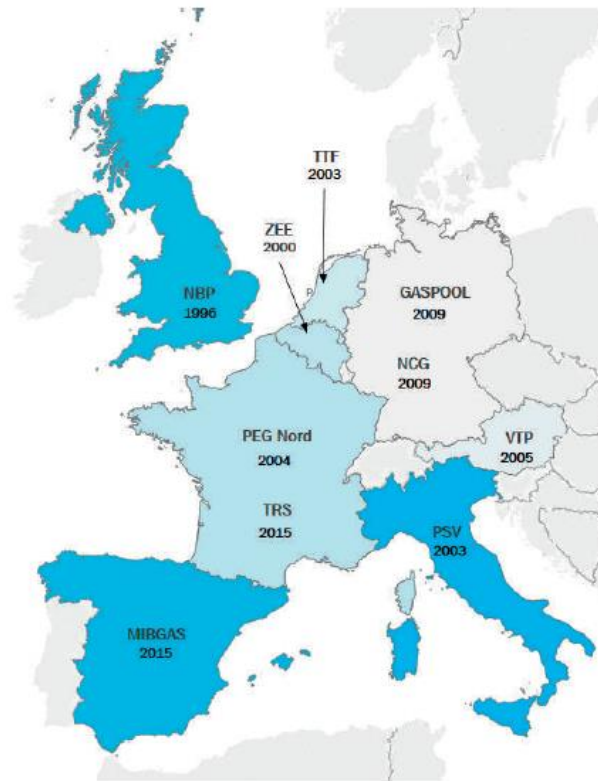 TTF
2003
ZEE
2000
NBP
1996
GASPOOL
2009
NCG
2009
PEG Nord
2004
VTP
2005
TRS
2015
PSV
2003
MIBGAS
2015